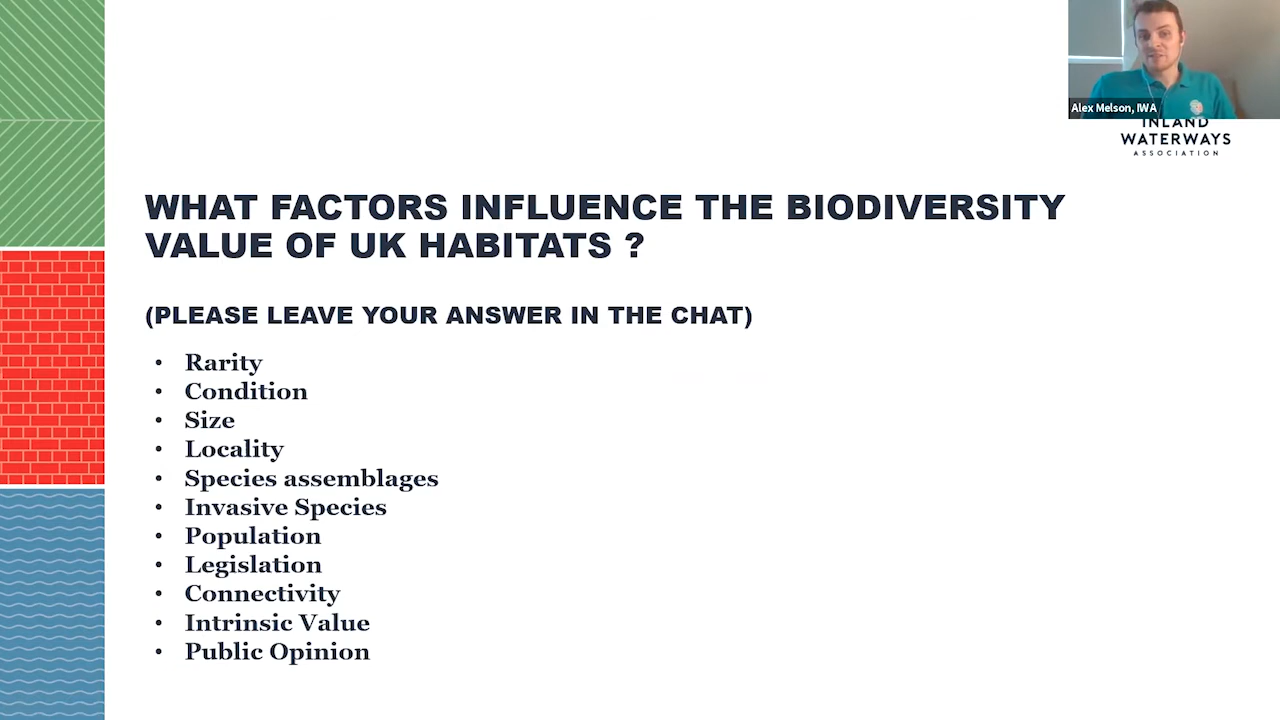 Alex Melson, IWA
INLAND
WATERWAYS
ASSOCIATION
WHAT FACTORS INFLUENCE THE BIODIVERSITY
VALUE OF UK HABITATS ?
(PLEASE LEAVE YOUR ANSWER IN THE CHAT)
• Rarity
• Condition
• Size
• Locality
• Species assemblages
• Invasive Species
• Population
• Legislation
• Connectivity
• Intrinsic Value
• Public Opinion